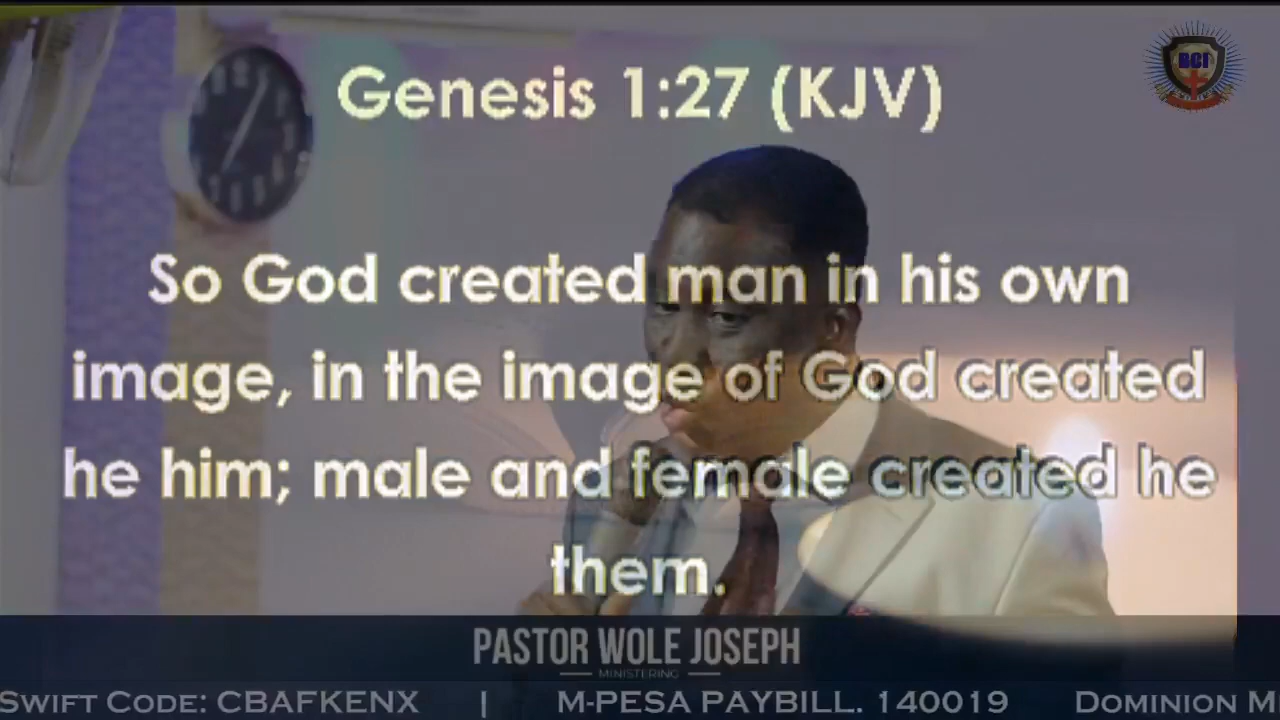 BCI
Genesis 1:27 (KJV)
So God created man in his own
image, in the image of God created
he him; male and female created he
them.
PASTOR WOLE JOSEPH
MINISTERING
SWIFT CODE: CBAFKENX | M-PESA PAYBILL. 140019 DOMINION M